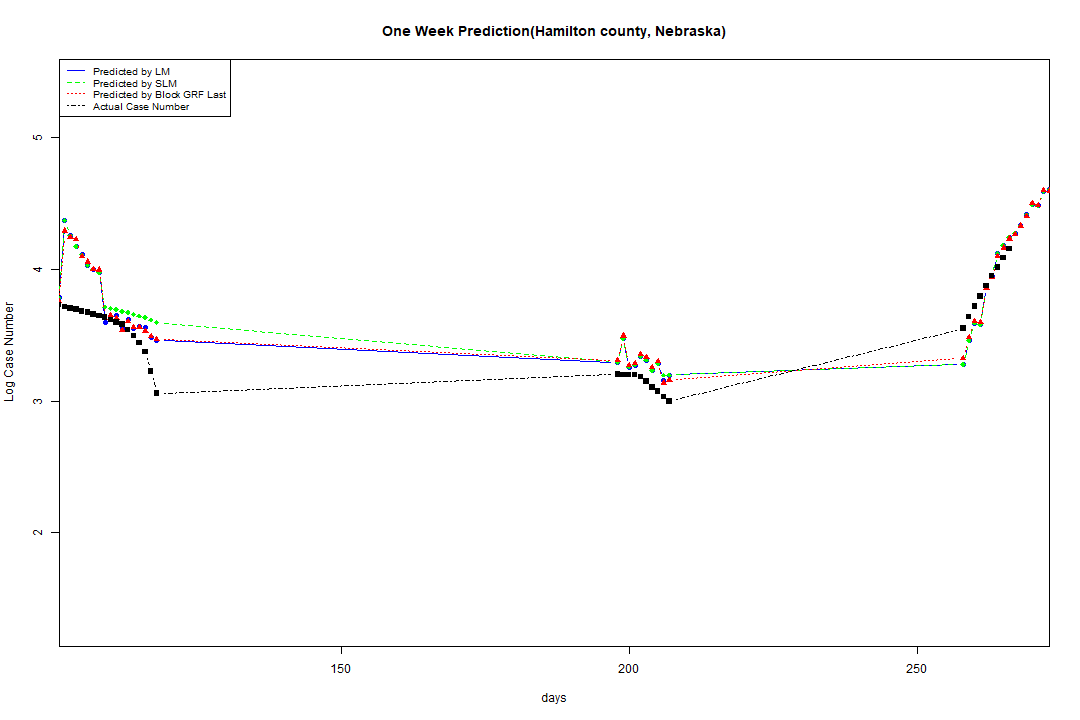 One Week Prediction(Hamilton county, Nebraska)
Predicted by LM
Predicted by SLM
Predicted by Block GRF Last
Actual Case Number
5
4
3
2
Log Case Number
150
200
250
days